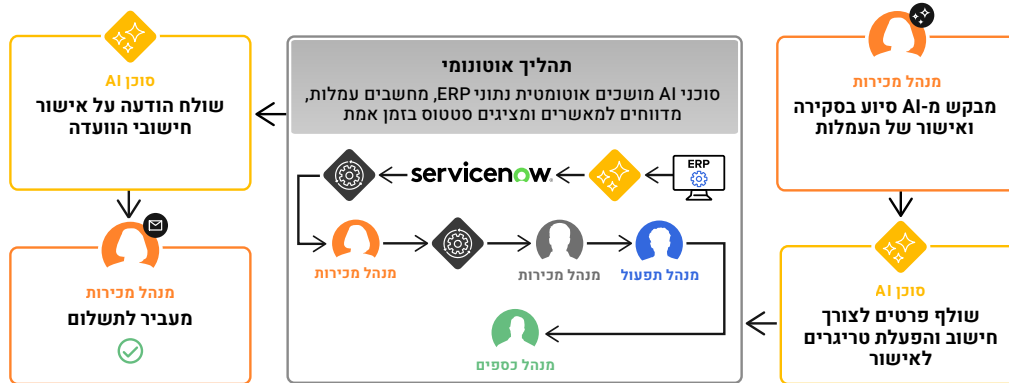 מנהל מכירות
מבקש מ-AI סיוע בסקירה
ואישור של העמלות
סוכן AI
שולף פרטים לצורך
חישוב והפעלת טריגרים
לאישור
תהליך אוטונומי
סוכני AI מושכים אוטומטית נתוני ERP, מחשבים עמלות,
מדווחים למאשרים ומציגים סטטוס בזמן אמת
ERP
servicenow
מנהל מכירות
מנהל מכירות
מנהל תפעול
מנהל כספים
סוכן AI
שולח הודעה על אישור
חישובי הוועדה
מנהל מכירות
מעביר לתשלום